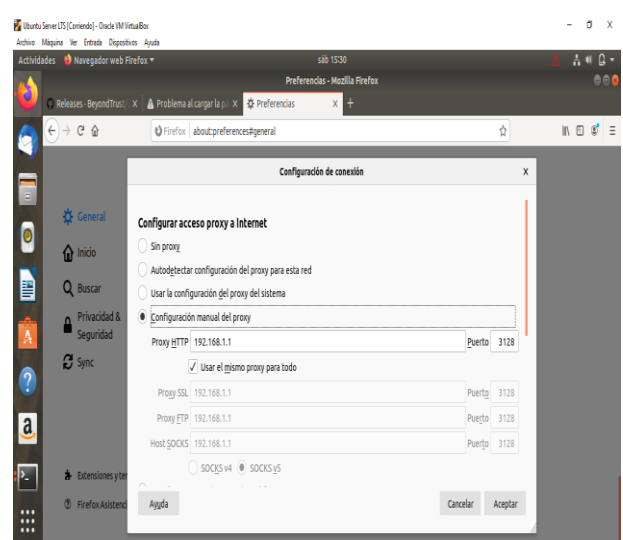 Ubuntu Server LTS [Corriendo] - Oracle VM VirtualBox
Archivo Máquina Ver Entrada Dispositivos Ayuda
Actividades Navegador web Firefox sáb 15:30
Preferencias - Mozilla Firefox
Releases · BeyondTrust/ X Problema al cargar la pá X Preferencias X +
Firefox about:preferences#general
Configuración de conexión X
General
Inicio
Buscar
Privacidad &
Seguridad
Sync
Extensiones y ter
Firefox Asistenc
Configurar acceso proxy a Internet
Sin proxy
Autodetectar configuración del proxy para esta red
Usar la configuración del proxy del sistema
Configuración manual del proxy
Proxy HTTP 192.168.1.1 Puerto 3128
Usar el mismo proxy para todo
Proxy SSL 192.168.1.1 Puerto 3128
Proxy FTP 192.168.1.1 Puerto 3128
Host SOCKS 192.168.1.1 Puerto 3128
SOCKS v4 SOCKS v5
Ayuda Cancelar Aceptar